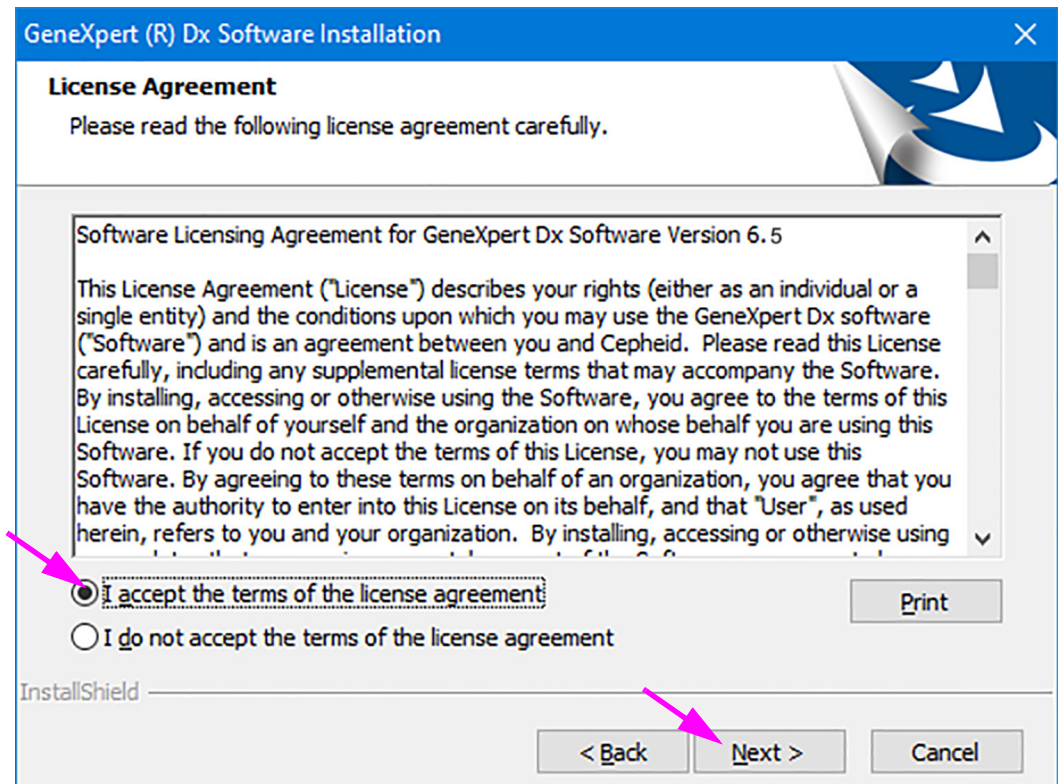 GeneXpert (R) Dx Software Installation
License Agreement
Please read the following license agreement carefully.
Software Licensing Agreement for GeneXpert Dx Software Version 6.5
This License Agreement ("License") describes your rights (either as an individual or a
single entity) and the conditions upon which you may use the GeneXpert Dx software
("Software") and is an agreement between you and Cepheid.  Please read this License
carefully, including any supplemental license terms that may accompany the Software.
By installing, accessing or otherwise using the Software, you agree to the terms of this
License on behalf of yourself and the organization on whose behalf you are using this
Software. If you do not accept the terms of this License, you may not use this
Software. By agreeing to these terms on behalf of an organization, you agree that you
have the authority to enter into this License on its behalf, and that "User", as used
herein, refers to you and your organization.  By installing, accessing or otherwise using
I accept the terms of the license agreement
Print
I do not accept the terms of the license agreement
InstallShield
< Back
Next >
Cancel